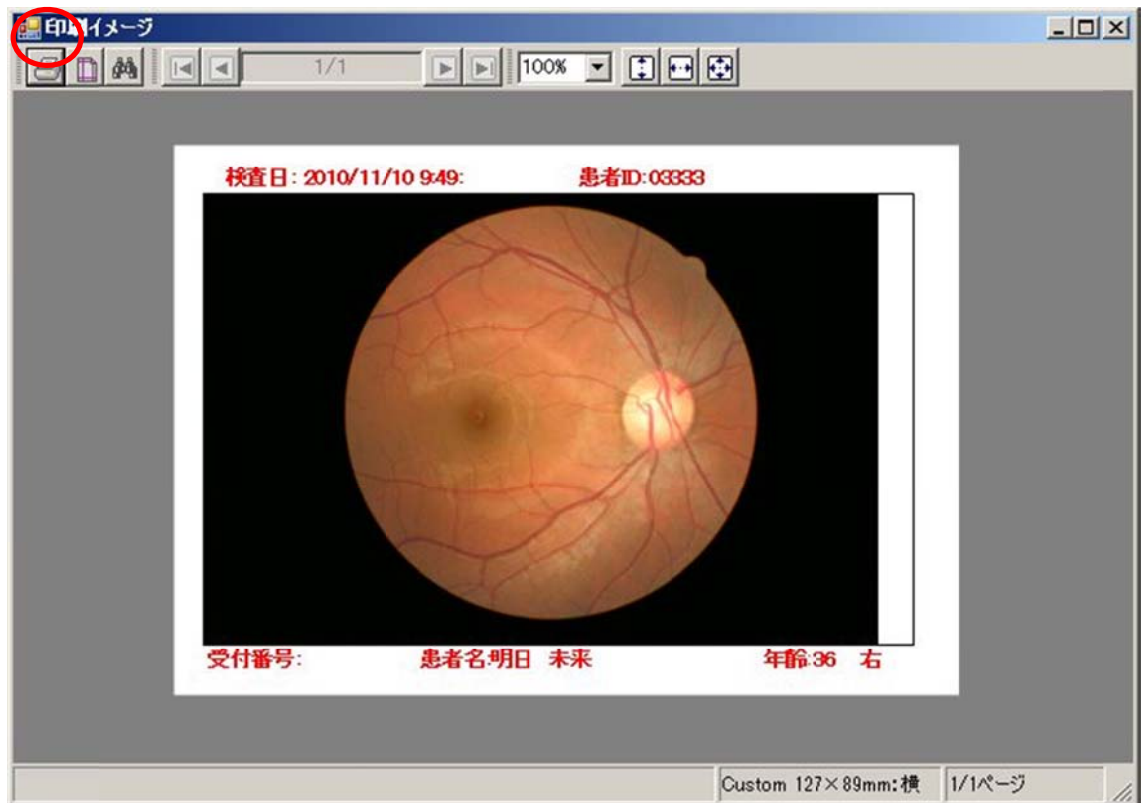 印刷イメージ
1/1
100%
検査日: 2010/11/10 9:49:
患者ID:03333
受付番号:
患者名:明日 未来
年齢:36 右
Custom 127×89mm:横
1/1ページ